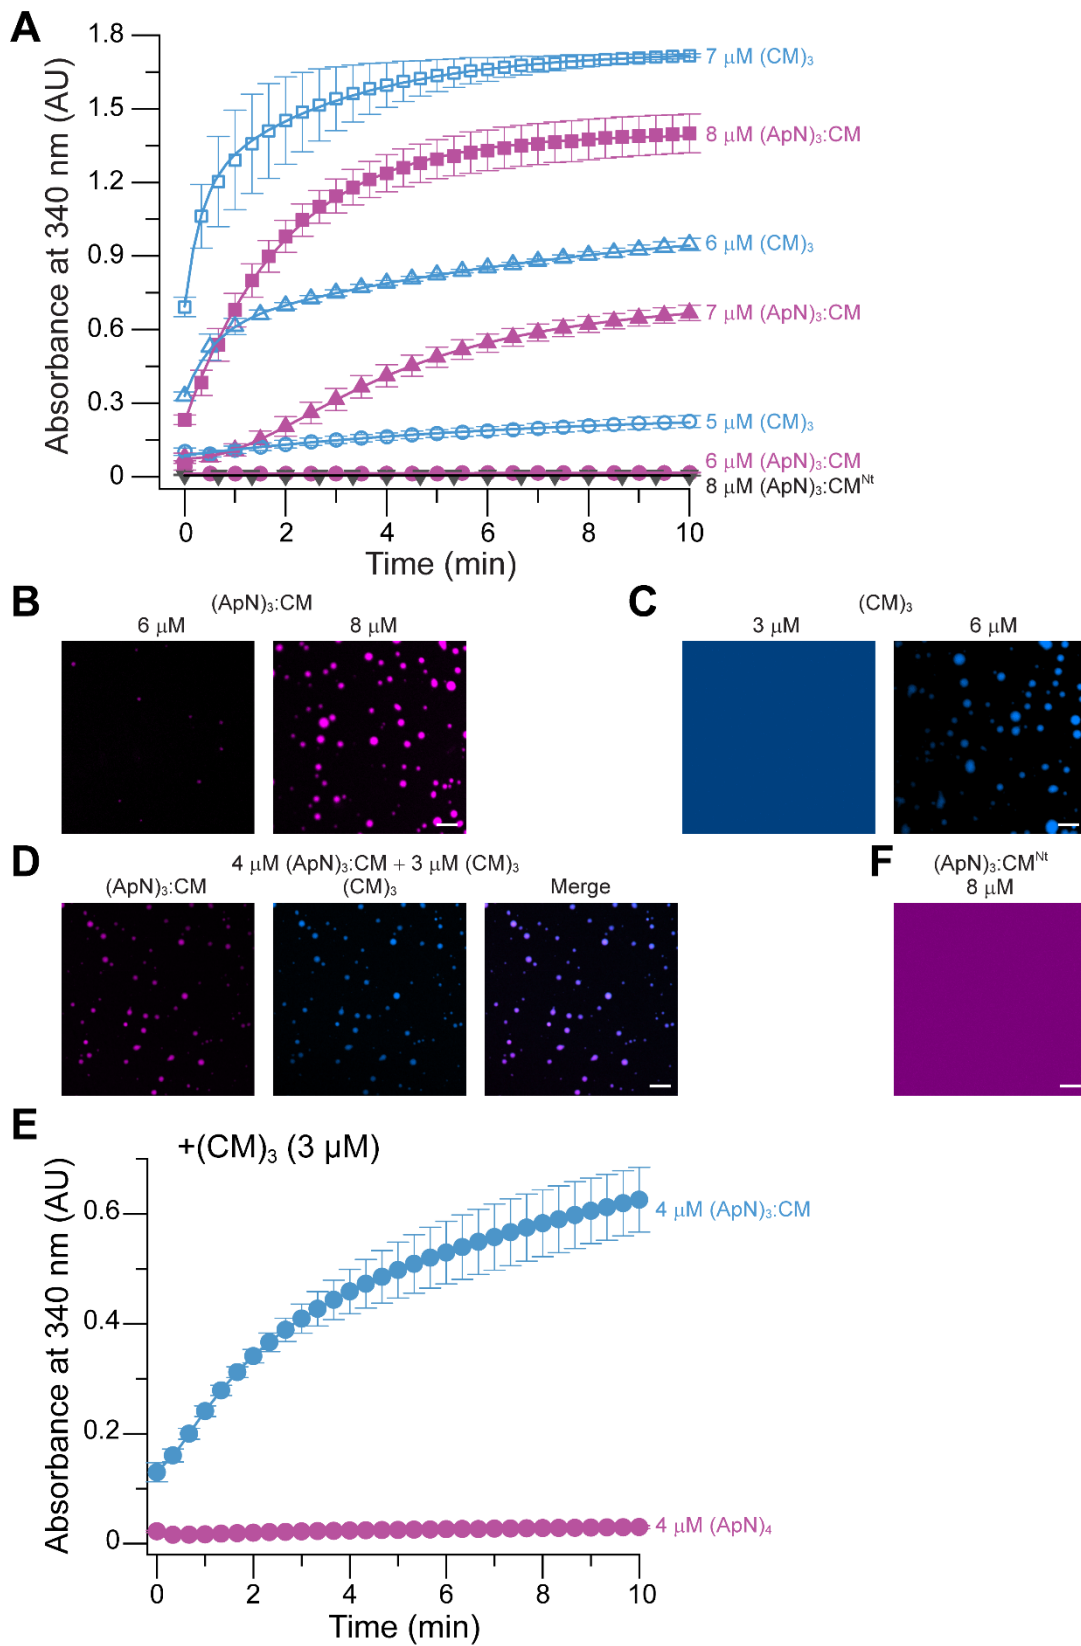 A
1.8
1.5
1.2
0.9
0.6
0.3
0
Absorbance at 340 nm (AU)
7 μM (CM)₃
8 μM (ApN)₃:CM
6 μM (CM)₃
7 μM (ApN)₃:CM
5 μM (CM)₃
6 μM (ApN)₃:CM
8 μM (ApN)₃:CMᴺᵗ
0 2 4 6 8 10
Time (min)
B
(ApN)₃:CM
6 μM 8 μM
C
(CM)₃
3 μM 6 μM
D
4 μM (ApN)₃:CM + 3 μM (CM)₃
(ApN)₃:CM (CM)₃ Merge
F
(ApN)₃:CMᴺᵗ
8 μM
E
+(CM)₃ (3 μM)
0.6
0.4
0.2
0
Absorbance at 340 nm (AU)
4 μM (ApN)₃:CM
4 μM (ApN)₄
0 2 4 6 8 10
Time (min)